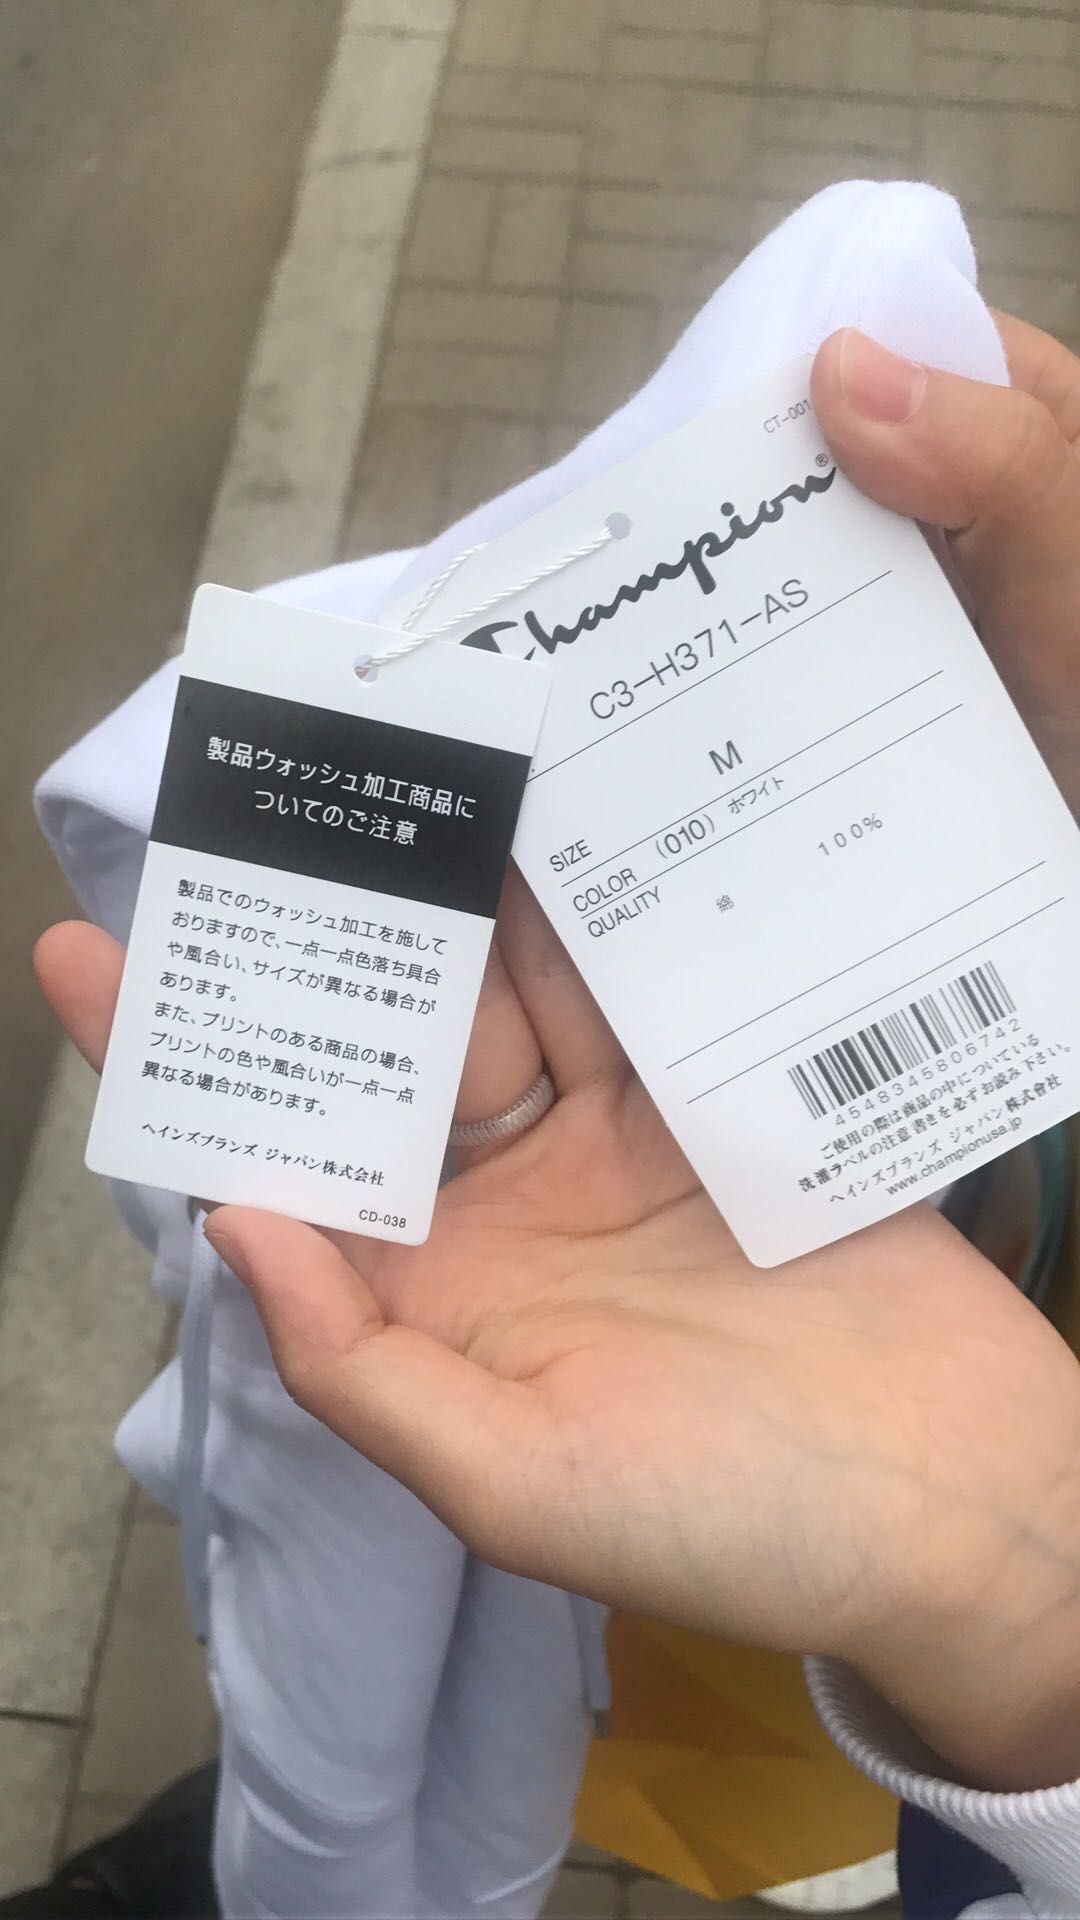 製品ウォッシュ加工商品に
ついてのご注意
製品でのウォッシュ加工を施して
おりますので、一点一点色落ち具合
や風合い、サイズが異なる場合が
あります。
また、プリントのある商品の場合、
プリントの色や風合いが一点一点
異なる場合があります。
ヘインズブランズ ジャパン株式会社
CD-038
CT-001
Champion®
C3-H371-AS
SIZE M
COLOR (010) ホワイト
QUALITY 綿 100%
4548345806742
ご使用の際は商品の中についている
洗濯ラベルの注意書きを必ずお読み下さい。
ヘインズブランズ ジャパン株式会社
www.championusa.jp